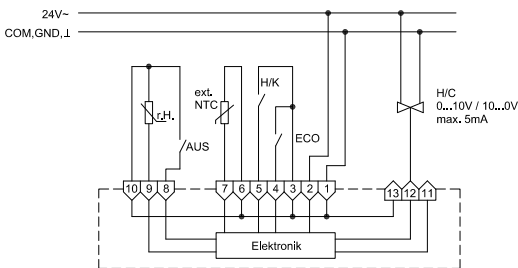 24V~
COM,GND,⊥
H/K
ext.
NTC
r.H.
AUS
ECO
H/C
0...10V / 10...0V
max. 5mA
10 9 8 7 6 5 4 3 2 1 13 12 11
Elektronik